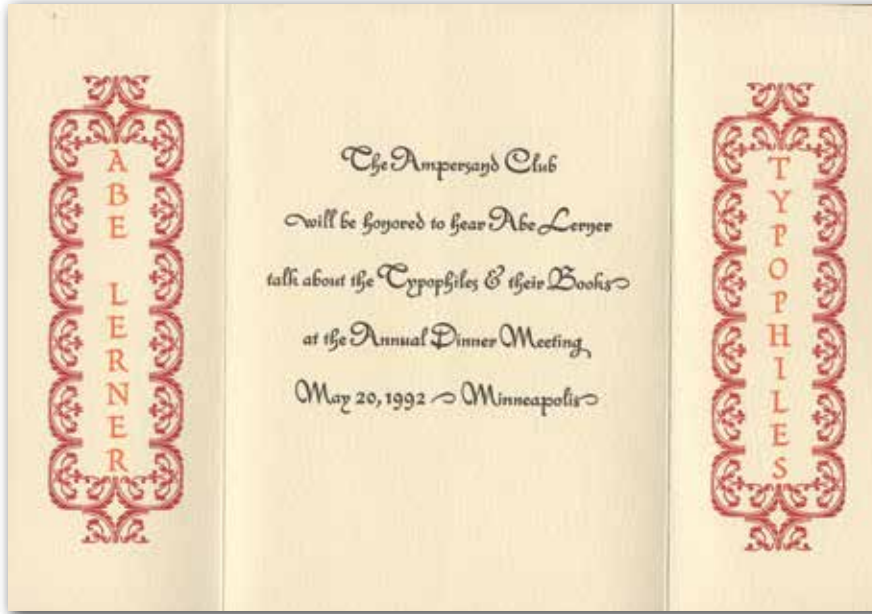 ABE LERNER
The Ampersand Club
will be honored to hear Abe Lerner
talk about the Typophiles & their Books
at the Annual Dinner Meeting
May 20, 1992 ~ Minneapolis
TYPOPHILES